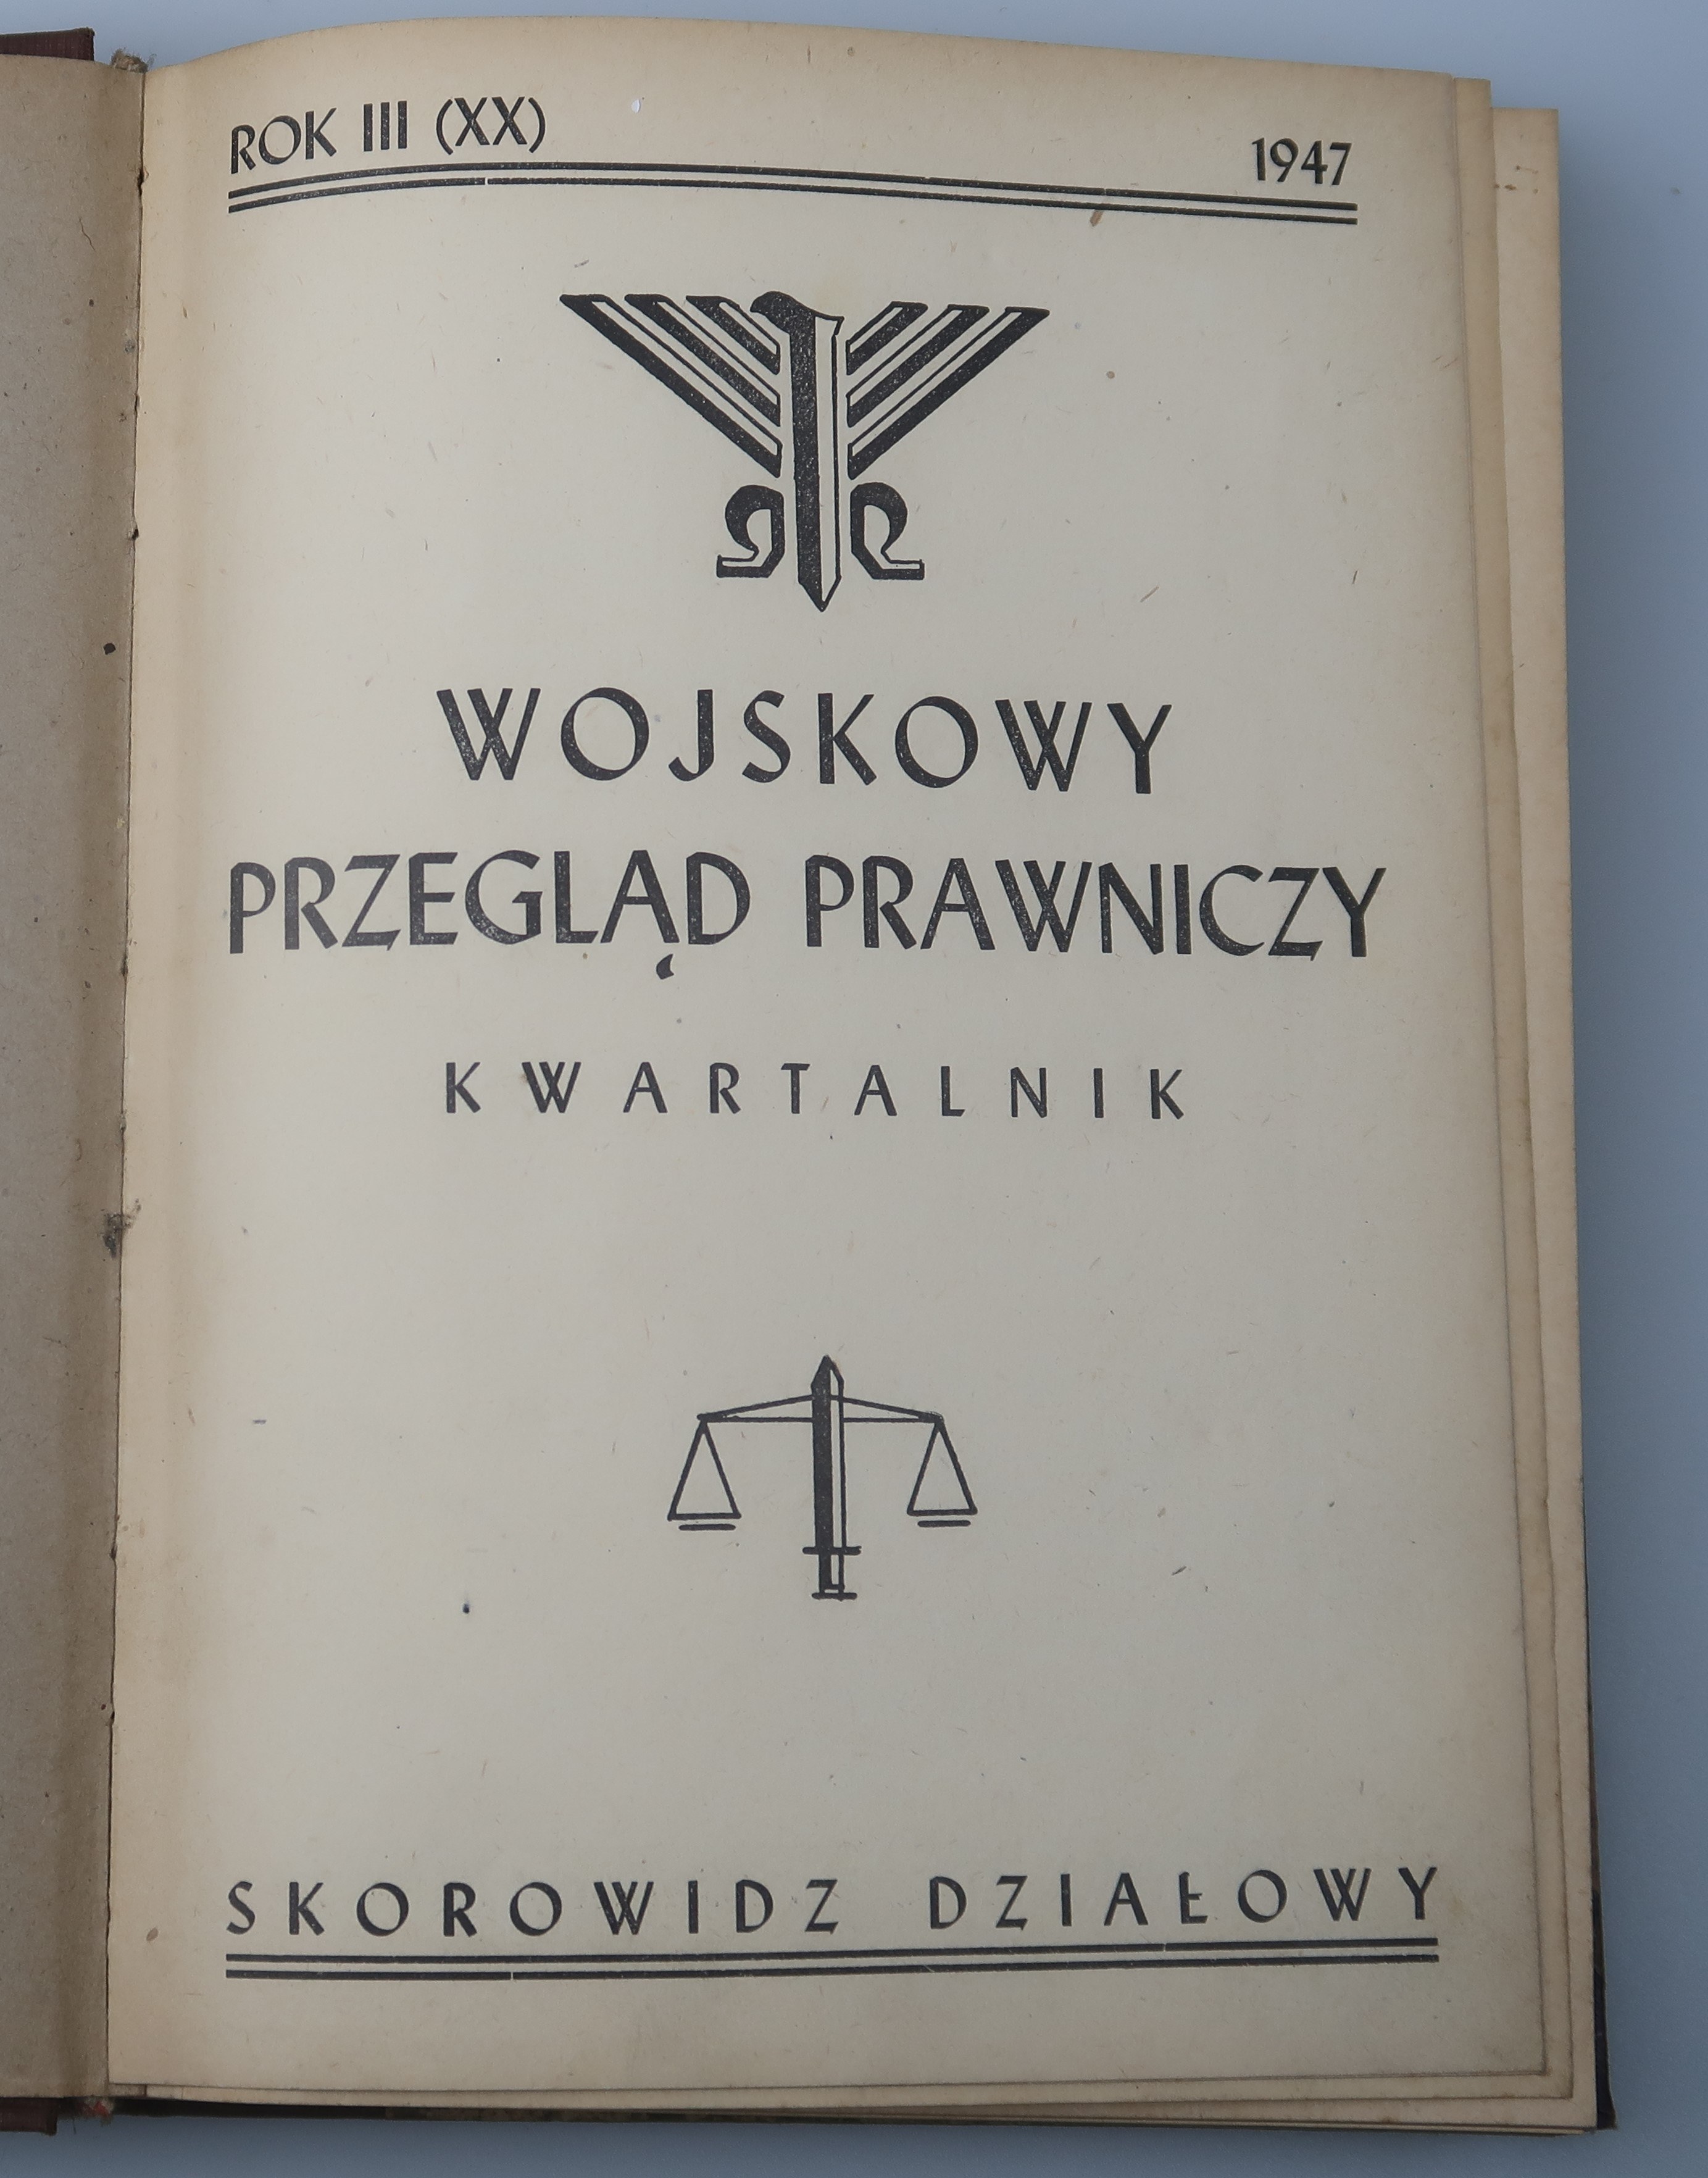 ROK III (XX) 1947
WOJSKOWY
PRZEGLĄD PRAWNICZY
KWARTALNIK
SKOROWIDZ DZIAŁOWY